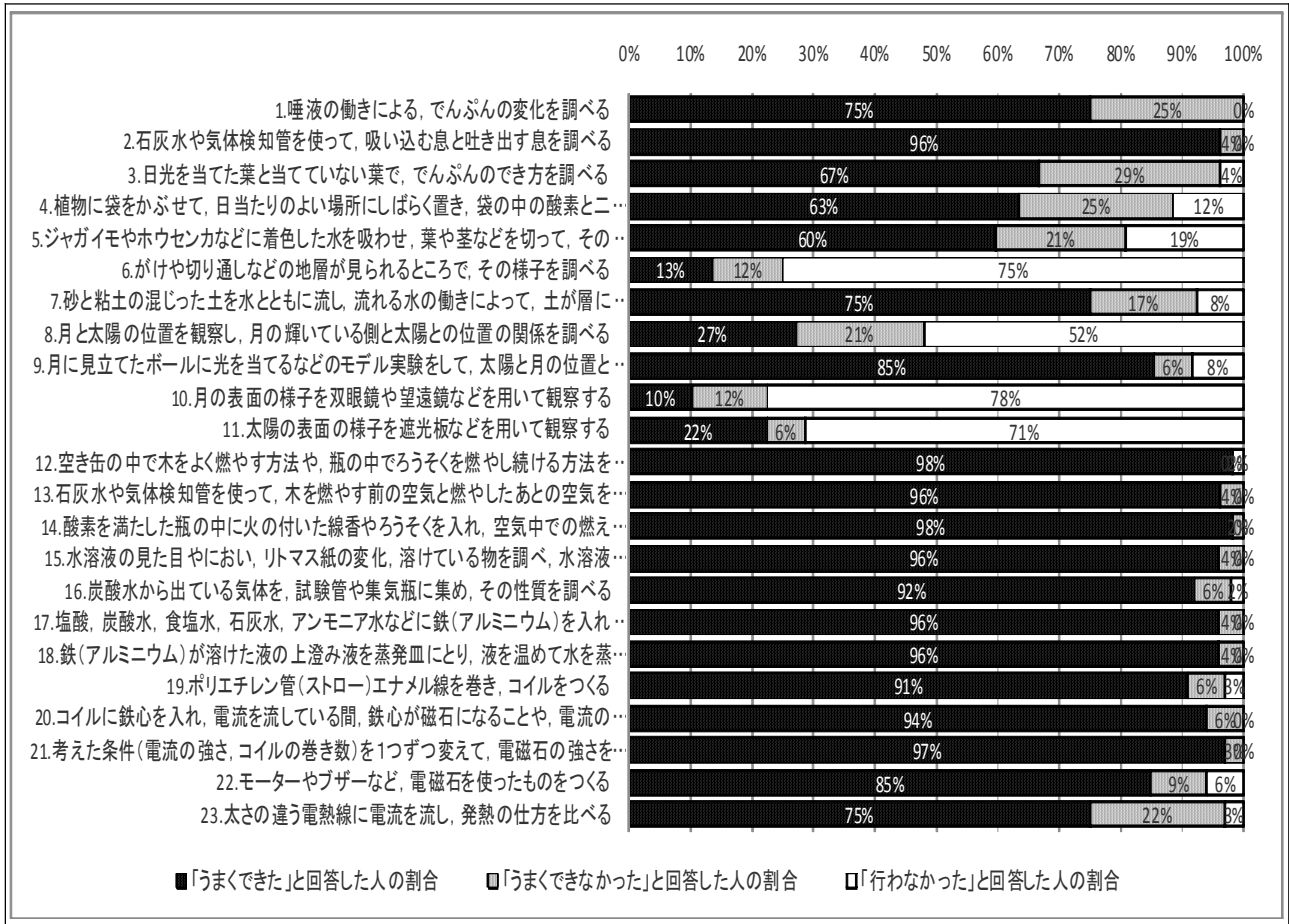 0% 10% 20% 30% 40% 50% 60% 70% 80% 90% 100%
1.唾液の働きによる，でんぷんの変化を調べる 75% 25% 0%
2.石灰水や気体検知管を使って，吸い込む息と吐き出す息を調べる 96% 4% 0%
3.日光を当てた葉と当てていない葉で，でんぷんのでき方を調べる 67% 29% 4%
4.植物に袋をかぶせて，日当たりのよい場所にしばらく置き，袋の中の酸素と二… 63% 25% 12%
5.ジャガイモやホウセンカなどに着色した水を吸わせ，葉や茎などを切って，その… 60% 21% 19%
6.がけや切り通しなどの地層が見られるところで，その様子を調べる 13% 12% 75%
7.砂と粘土の混じった土を水とともに流し，流れる水の働きによって，土が層に… 75% 17% 8%
8.月と太陽の位置を観察し，月の輝いている側と太陽との位置の関係を調べる 27% 21% 52%
9.月に見立てたボールに光を当てるなどのモデル実験をして，太陽と月の位置と… 85% 6% 8%
10.月の表面の様子を双眼鏡や望遠鏡などを用いて観察する 10% 12% 78%
11.太陽の表面の様子を遮光板などを用いて観察する 22% 6% 71%
12.空き缶の中で木をよく燃やす方法や，瓶の中でろうそくを燃やし続ける方法を… 98% 0% 2%
13.石灰水や気体検知管を使って，木を燃やす前の空気と燃やしたあとの空気を… 96% 4% 0%
14.酸素を満たした瓶の中に火の付いた線香やろうそくを入れ，空気中での燃え… 98% 2% 0%
15.水溶液の見た目やにおい，リトマス紙の変化，溶けている物を調べ，水溶液… 96% 4% 0%
16.炭酸水から出ている気体を，試験管や集気瓶に集め，その性質を調べる 92% 6% 2%
17.塩酸，炭酸水，食塩水，石灰水，アンモニア水などに鉄（アルミニウム）を入れ… 96% 4% 0%
18.鉄（アルミニウム）が溶けた液の上澄み液を蒸発皿にとり，液を温めて水を蒸… 96% 4% 0%
19.ポリエチレン管（ストロー）エナメル線を巻き，コイルをつくる 91% 6% 3%
20.コイルに鉄心を入れ，電流を流している間，鉄心が磁石になることや，電流の… 94% 6% 0%
21.考えた条件（電流の強さ，コイルの巻き数）を1つずつ変えて，電磁石の強さを… 97% 3% 0%
22.モーターやブザーなど，電磁石を使ったものをつくる 85% 9% 6%
23.太さの違う電熱線に電流を流し，発熱の仕方を比べる 75% 22% 3%
「うまくできた」と回答した人の割合 「うまくできなかった」と回答した人の割合 「行わなかった」と回答した人の割合